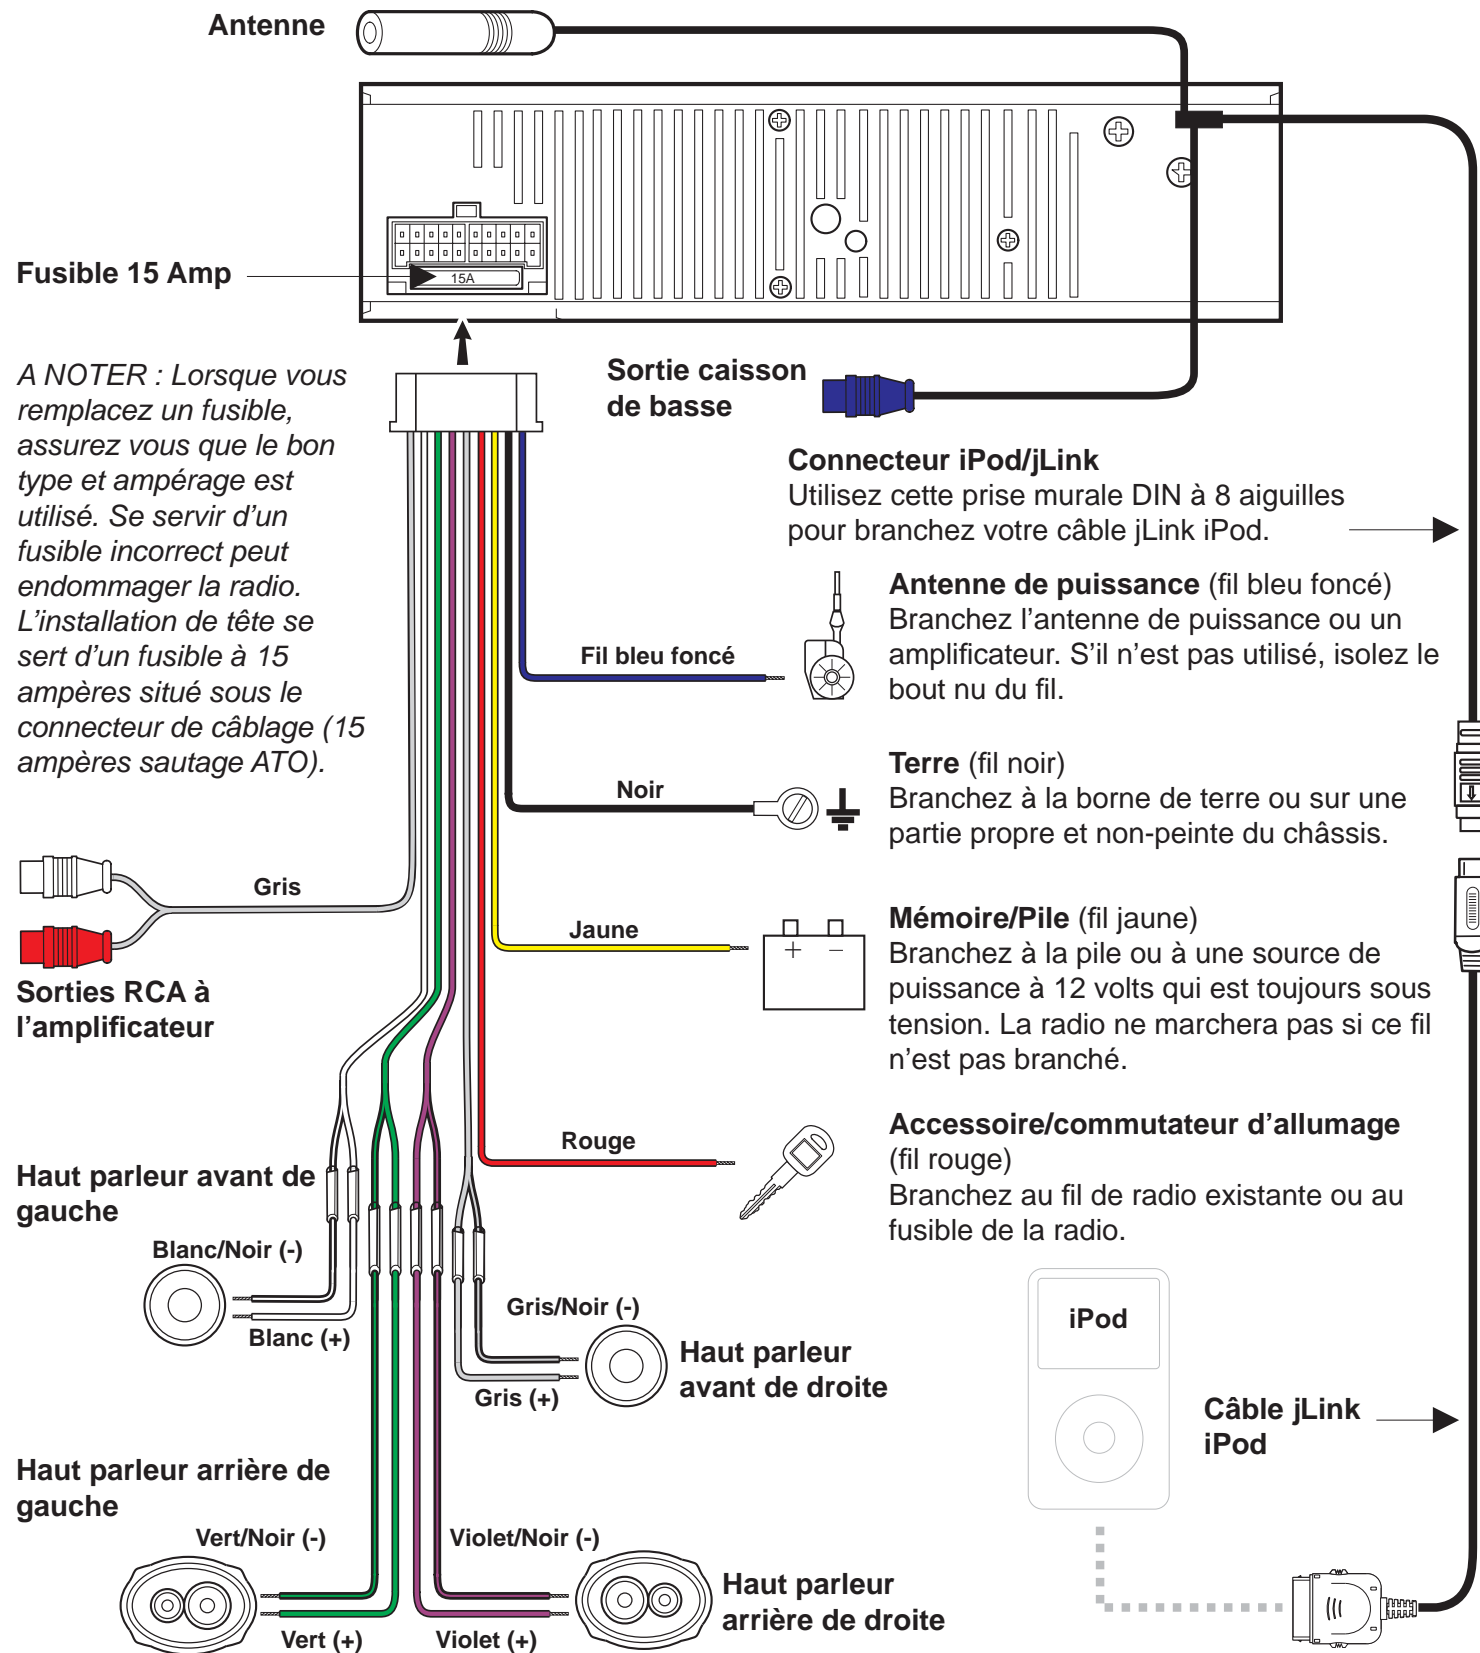 Antenne
15A
Fusible 15 Amp
A NOTER : Lorsque vous
remplacez un fusible,
assurez vous que le bon
type et ampérage est
utilisé. Se servir d’un
fusible incorrect peut
endommager la radio.
L’installation de tête se
sert d’un fusible à 15
ampères situé sous le
connecteur de câblage (15
ampères sautage ATO).
Sortie caisson
de basse
Connecteur iPod/jLink
Utilisez cette prise murale DIN à 8 aiguilles
pour branchez votre câble jLink iPod.
Fil bleu foncé
Antenne de puissance (fil bleu foncé)
Branchez l’antenne de puissance ou un
amplificateur. S’il n’est pas utilisé, isolez le
bout nu du fil.
Noir
Terre (fil noir)
Branchez à la borne de terre ou sur une
partie propre et non-peinte du châssis.
Gris
Sorties RCA à
l’amplificateur
Jaune
+ −
Mémoire/Pile (fil jaune)
Branchez à la pile ou à une source de
puissance à 12 volts qui est toujours sous
tension. La radio ne marchera pas si ce fil
n’est pas branché.
Rouge
Accessoire/commutateur d’allumage
(fil rouge)
Branchez au fil de radio existante ou au
fusible de la radio.
Haut parleur avant de
gauche
Blanc/Noir (-)
Blanc (+)
Gris/Noir (-)
Gris (+)
Haut parleur
avant de droite
iPod
Câble jLink
iPod
Haut parleur arrière de
gauche
Vert/Noir (-)
Vert (+)
Violet/Noir (-)
Violet (+)
Haut parleur
arrière de droite